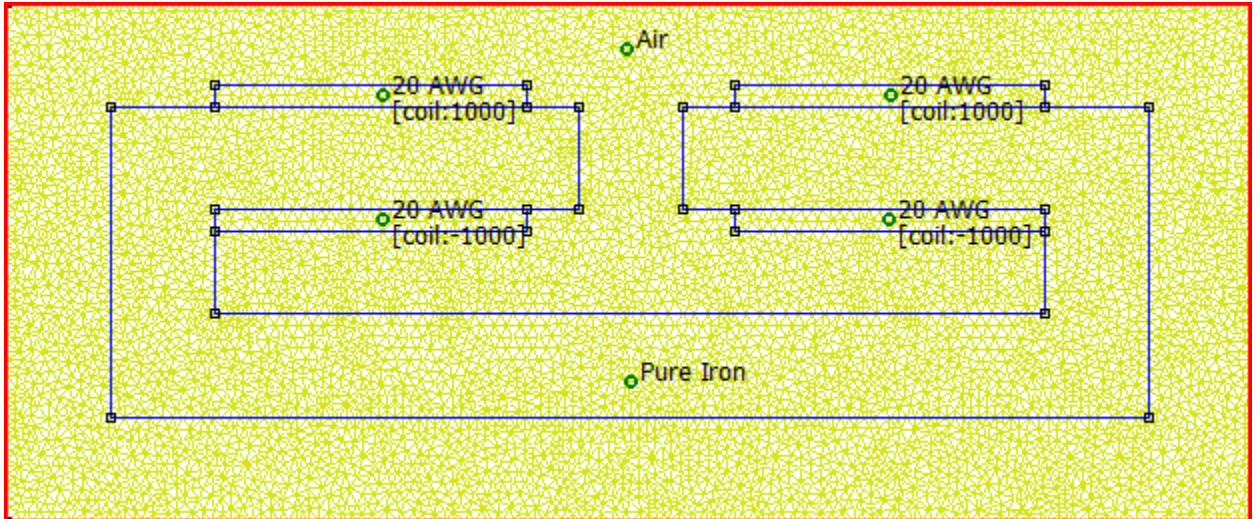 Air
20 AWG
[coil:1000]
20 AWG
[coil:1000]
20 AWG
[coil:-1000]
20 AWG
[coil:-1000]
Pure Iron